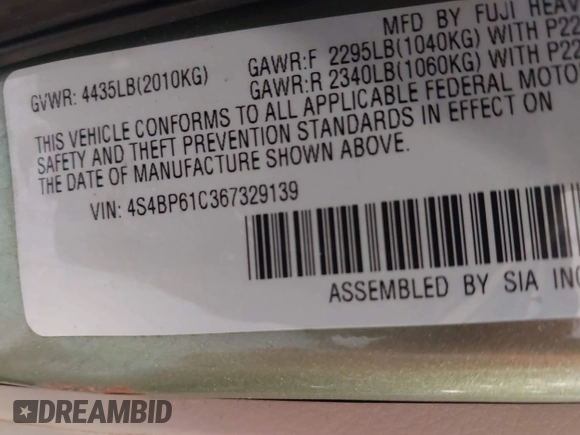 MFD BY FUJI HEAV
GVWR: 4435LB(2010KG) GAWR:F 2295LB(1040KG) WITH P22
GAWR:R 2340LB(1060KG) WITH P22
THIS VEHICLE CONFORMS TO ALL APPLICABLE FEDERAL MOTO
SAFETY AND THEFT PREVENTION STANDARDS IN EFFECT ON
THE DATE OF MANUFACTURE SHOWN ABOVE.
VIN: 4S4BP61C367329139
ASSEMBLED BY SIA INC
DREAMBID